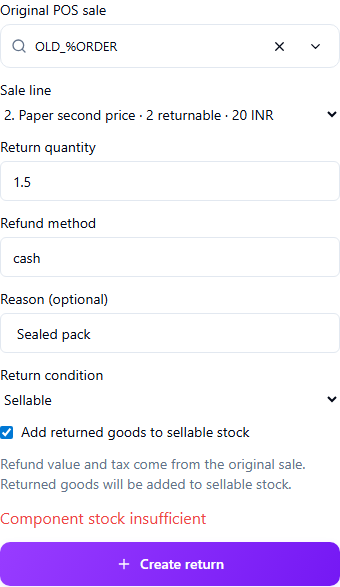 Original POS sale
OLD_%ORDER
Sale line
2. Paper second price · 2 returnable · 20 INR
Return quantity
1.5
Refund method
cash
Reason (optional)
Sealed pack
Return condition
Sellable
Add returned goods to sellable stock
Refund value and tax come from the original sale.
Returned goods will be added to sellable stock.
Component stock insufficient
+ Create return